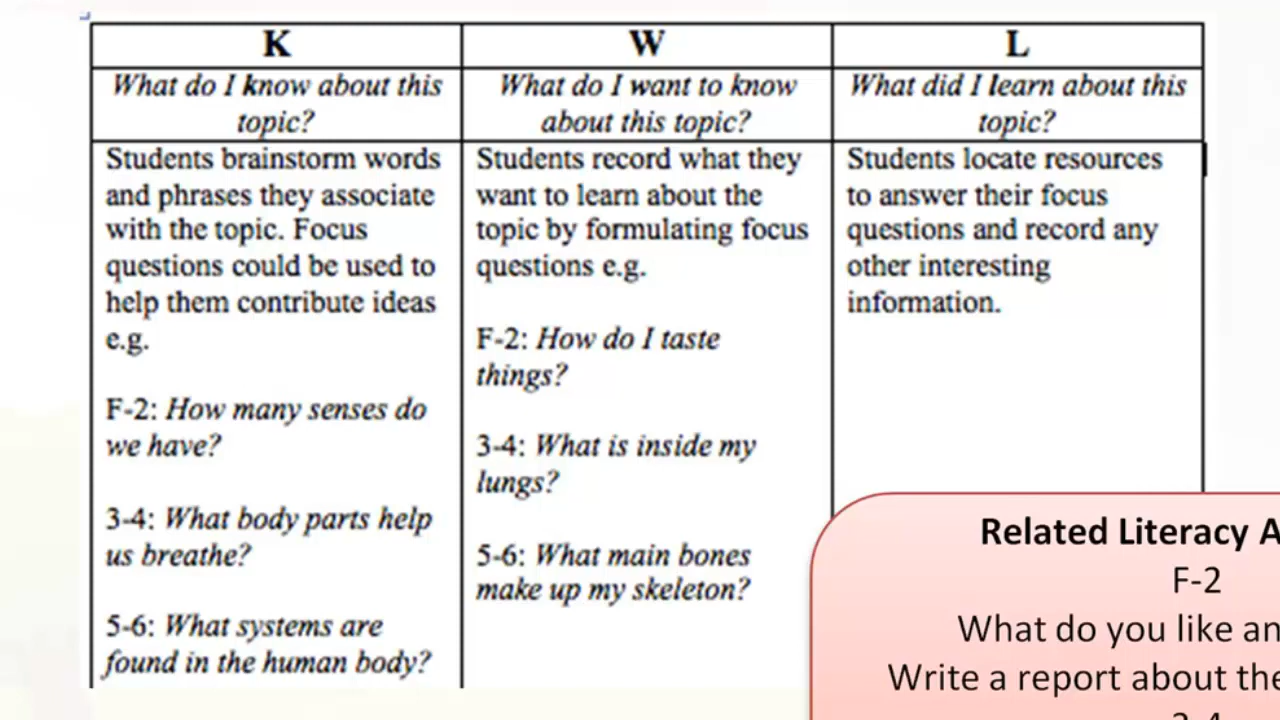 K
What do I know about this
topic?
Students brainstorm words
and phrases they associate
with the topic. Focus
questions could be used to
help them contribute ideas
e.g.
F-2: How many senses do
we have?
3-4: What body parts help
us breathe?
5-6: What systems are
found in the human body?
W
What do I want to know
about this topic?
Students record what they
want to learn about the
topic by formulating focus
questions e.g.
F-2: How do I taste
things?
3-4: What is inside my
lungs?
5-6: What main bones
make up my skeleton?
L
What did I learn about this
topic?
Students locate resources
to answer their focus
questions and record any
other interesting
information.
Related Literacy A
F-2
What do you like an
Write a report about the
3-4